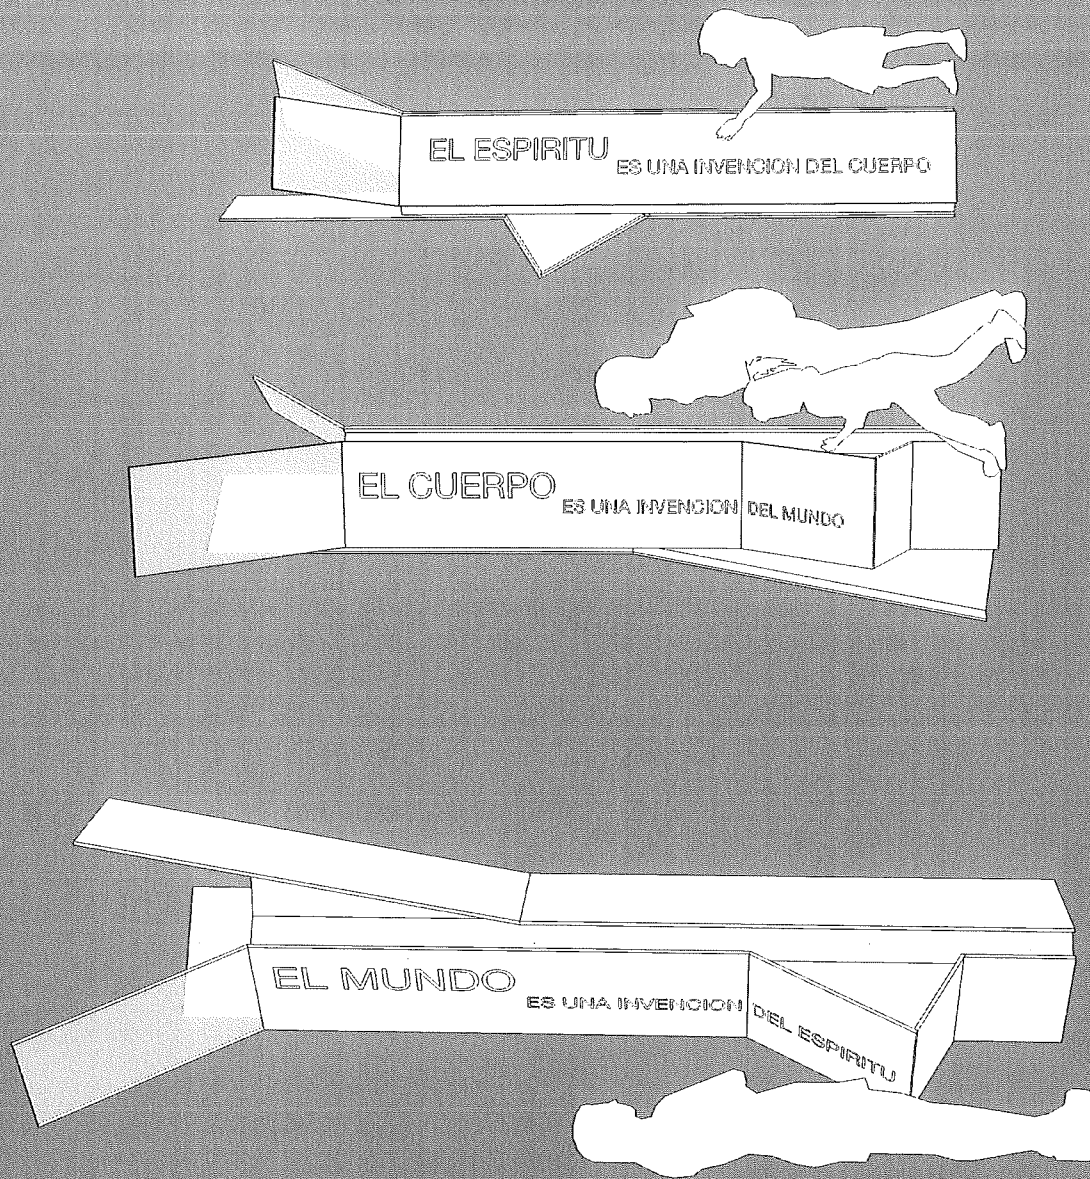 EL ESPIRITU
ES UNA INVENCION DEL CUERPO
EL CUERPO
ES UNA INVENCION DEL MUNDO
EL MUNDO
ES UNA INVENCION DEL ESPIRITU